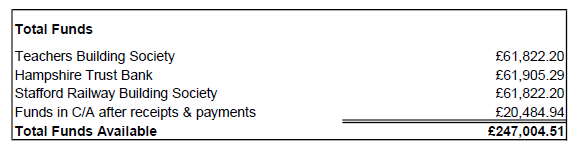 Total Funds
Teachers Building Society £61,822.20
Hampshire Trust Bank £61,905.29
Stafford Railway Building Society £61,822.20
Funds in C/A after receipts & payments £20,484.94
Total Funds Available £247,004.51